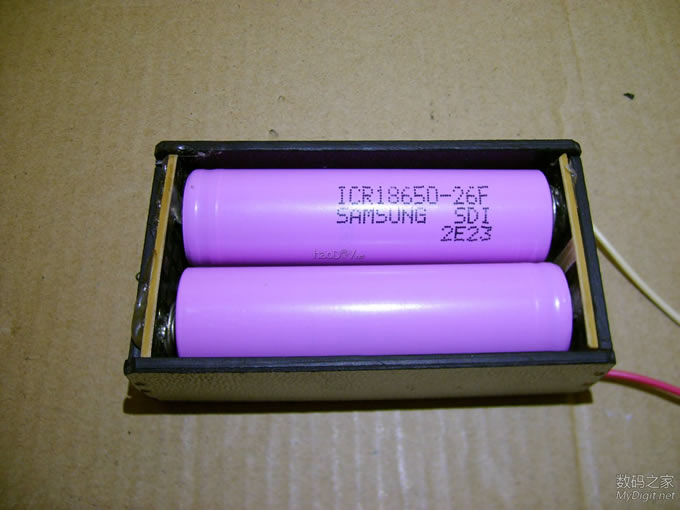 ICR18650-26F
SAMSUNG SDI
2E23
数码之家
MyDigit.net